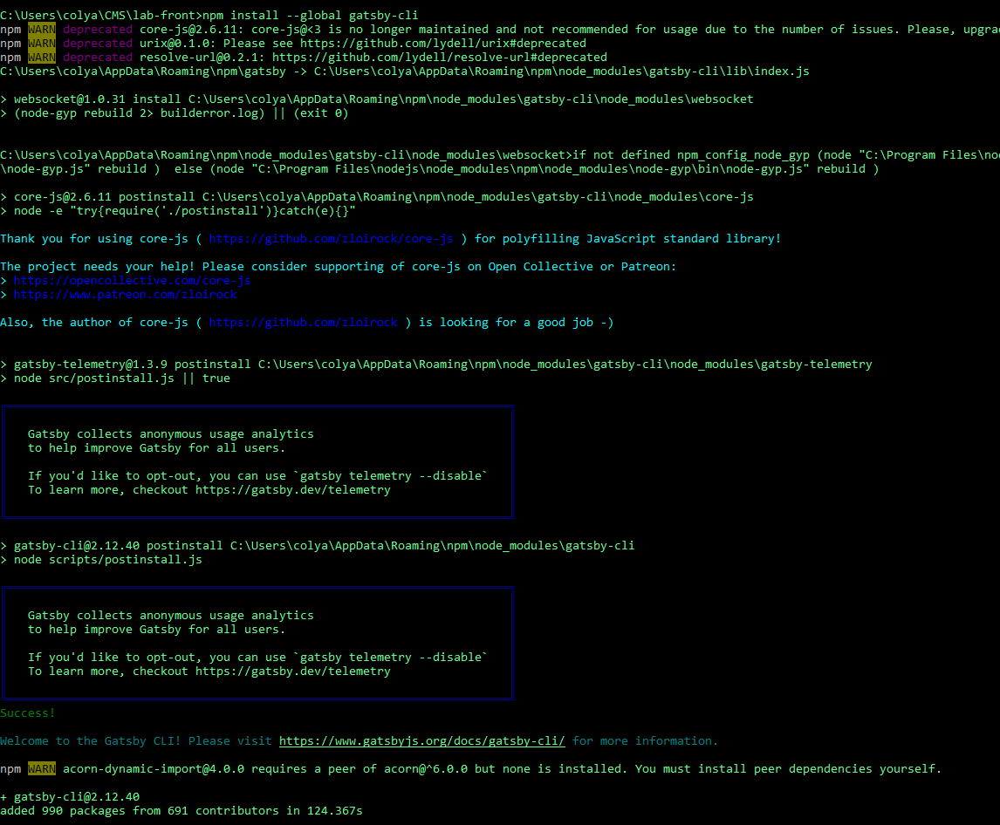 C:\Users\colya\CMS\lab-front>npm install --global gatsby-cli
npm WARN deprecated core-js@2.6.11: core-js@<3 is no longer maintained and not recommended for usage due to the number of issues. Please, upgra
npm WARN deprecated urix@0.1.0: Please see https://github.com/lydell/urix#deprecated
npm WARN deprecated resolve-url@0.2.1: https://github.com/lydell/resolve-url#deprecated
C:\Users\colya\AppData\Roaming\npm\gatsby -> C:\Users\colya\AppData\Roaming\npm\node_modules\gatsby-cli\lib\index.js
> websocket@1.0.31 install C:\Users\colya\AppData\Roaming\npm\node_modules\gatsby-cli\node_modules\websocket
> (node-gyp rebuild 2> builderror.log) || (exit 0)
C:\Users\colya\AppData\Roaming\npm\node_modules\gatsby-cli\node_modules\websocket>if not defined npm_config_node_gyp (node "C:\Program Files\no
\node-gyp.js" rebuild )  else (node "C:\Program Files\nodejs\node_modules\npm\node_modules\node-gyp\bin\node-gyp.js" rebuild )
> core-js@2.6.11 postinstall C:\Users\colya\AppData\Roaming\npm\node_modules\gatsby-cli\node_modules\core-js
> node -e "try{require('./postinstall')}catch(e){}"
Thank you for using core-js ( https://github.com/zloirock/core-js ) for polyfilling JavaScript standard library!
The project needs your help! Please consider supporting of core-js on Open Collective or Patreon:
> https://opencollective.com/core-js
> https://www.patreon.com/zloirock
Also, the author of core-js ( https://github.com/zloirock ) is looking for a good job -)
> gatsby-telemetry@1.3.9 postinstall C:\Users\colya\AppData\Roaming\npm\node_modules\gatsby-cli\node_modules\gatsby-telemetry
> node src/postinstall.js || true
Gatsby collects anonymous usage analytics
to help improve Gatsby for all users.
If you'd like to opt-out, you can use `gatsby telemetry --disable`
To learn more, checkout https://gatsby.dev/telemetry
> gatsby-cli@2.12.40 postinstall C:\Users\colya\AppData\Roaming\npm\node_modules\gatsby-cli
> node scripts/postinstall.js
Gatsby collects anonymous usage analytics
to help improve Gatsby for all users.
If you'd like to opt-out, you can use `gatsby telemetry --disable`
To learn more, checkout https://gatsby.dev/telemetry
Success!
Welcome to the Gatsby CLI! Please visit https://www.gatsbyjs.org/docs/gatsby-cli/ for more information.
npm WARN acorn-dynamic-import@4.0.0 requires a peer of acorn@^6.0.0 but none is installed. You must install peer dependencies yourself.
+ gatsby-cli@2.12.40
added 990 packages from 691 contributors in 124.367s